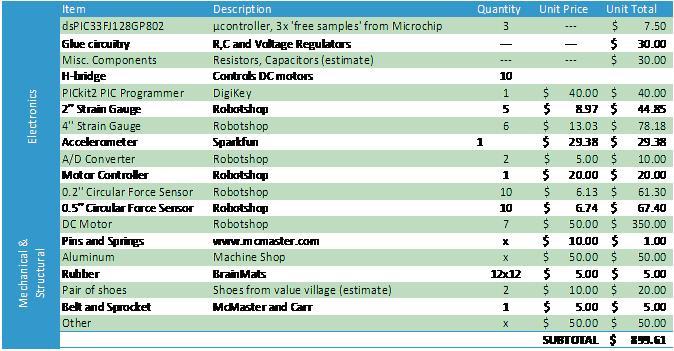 Item Description Quantity Unit Price Unit Total
dsPIC33FJ128GP802 µcontroller, 3x 'free samples' from Microchip 3 --- $ 7.50
Glue circuitry R,C and Voltage Regulators --- --- $ 30.00
Misc. Components Resistors, Capacitors (estimate) --- --- $ 30.00
H-bridge Controls DC motors 10
PICkit2 PIC Programmer DigiKey 1 $ 40.00 $ 40.00
2" Strain Gauge Robotshop 5 $ 8.97 $ 44.85
4" Strain Gauge Robotshop 6 $ 13.03 $ 78.18
Accelerometer Sparkfun 1 $ 29.38 $ 29.38
A/D Converter Robotshop 2 $ 5.00 $ 10.00
Motor Controller Robotshop 1 $ 20.00 $ 20.00
0.2" Circular Force Sensor Robotshop 10 $ 6.13 $ 61.30
0.5" Circular Force Sensor Robotshop 10 $ 6.74 $ 67.40
DC Motor Robotshop 7 $ 50.00 $ 350.00
Pins and Springs www.mcmaster.com x $ 10.00 $ 1.00
Aluminum Machine Shop x $ 50.00 $ 50.00
Rubber BrainMats 12x12 $ 5.00 $ 5.00
Pair of shoes Shoes from value village (estimate) 2 $ 10.00 $ 20.00
Belt and Sprocket McMaster and Carr 1 $ 5.00 $ 5.00
Other x $ 50.00 $ 50.00
SUBTOTAL $ 899.61
Electronics
Mechanical &
Structural